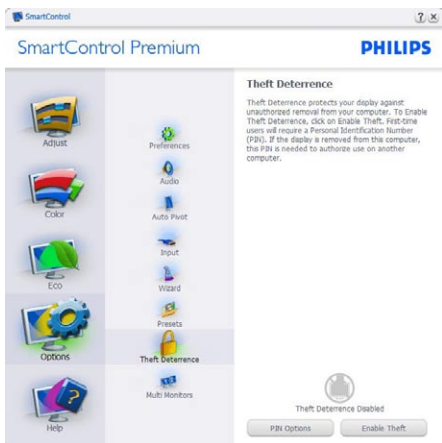 SmartControl
SmartControl Premium
PHILIPS
Adjust
Color
Eco
Options
Help
Preferences
Audio
Auto Pivot
Input
Wizard
Presets
Theft Deterrence
Multi Monitors
Theft Deterrence
Theft Deterrence protects your display against
unauthorized removal from your computer. To Enable
Theft Deterrence, click on Enable Theft. First-time
users will require a Personal Identification Number
(PIN). If the display is removed from this computer,
this PIN is needed to authorize use on another
computer.
Theft Deterrence Disabled
PIN Options
Enable Theft